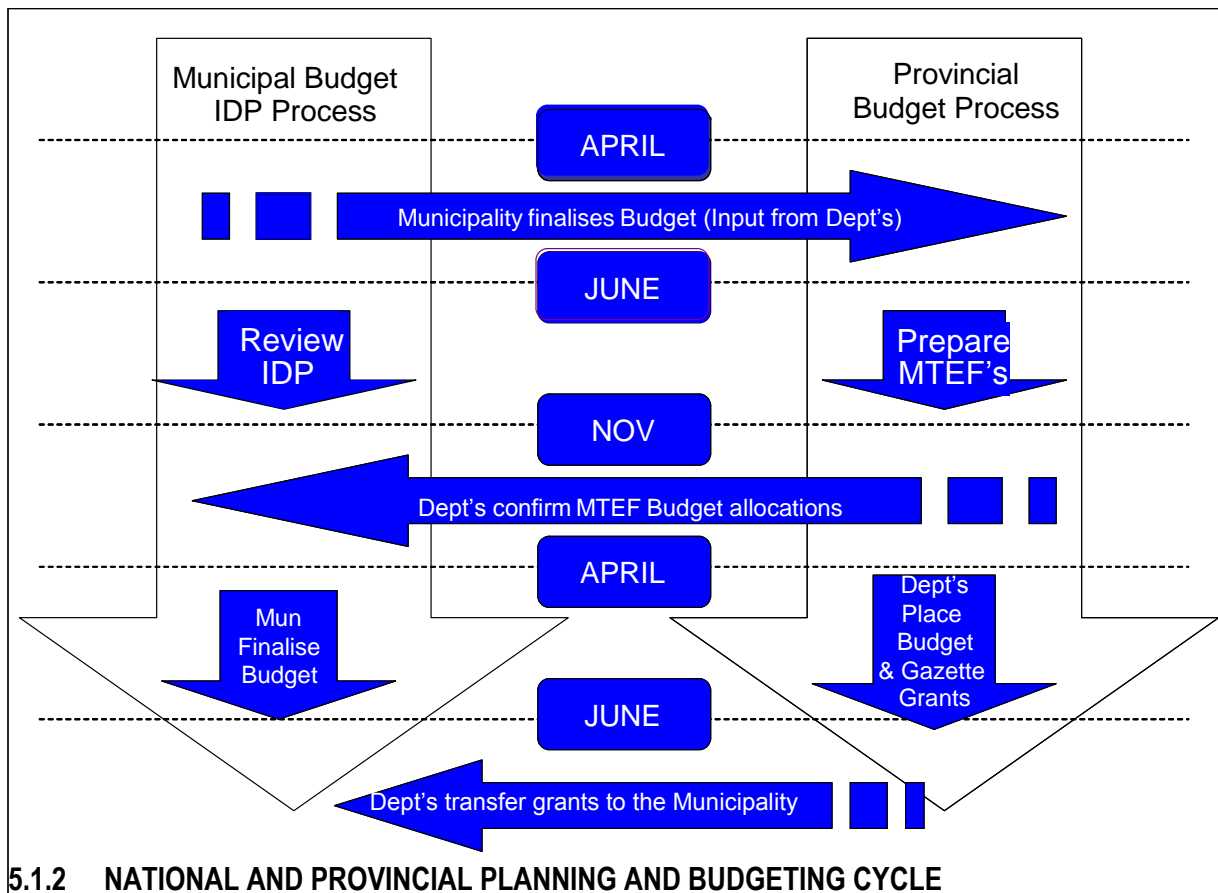 Municipal Budget
IDP Process
Provincial
Budget Process
APRIL
Municipality finalises Budget (Input from Dept's)
JUNE
Review
IDP
Prepare
MTEF's
NOV
Dept's confirm MTEF Budget allocations
APRIL
Mun
Finalise
Budget
Dept's
Place
Budget
& Gazette
Grants
JUNE
Dept's transfer grants to the Municipality
5.1.2 NATIONAL AND PROVINCIAL PLANNING AND BUDGETING CYCLE